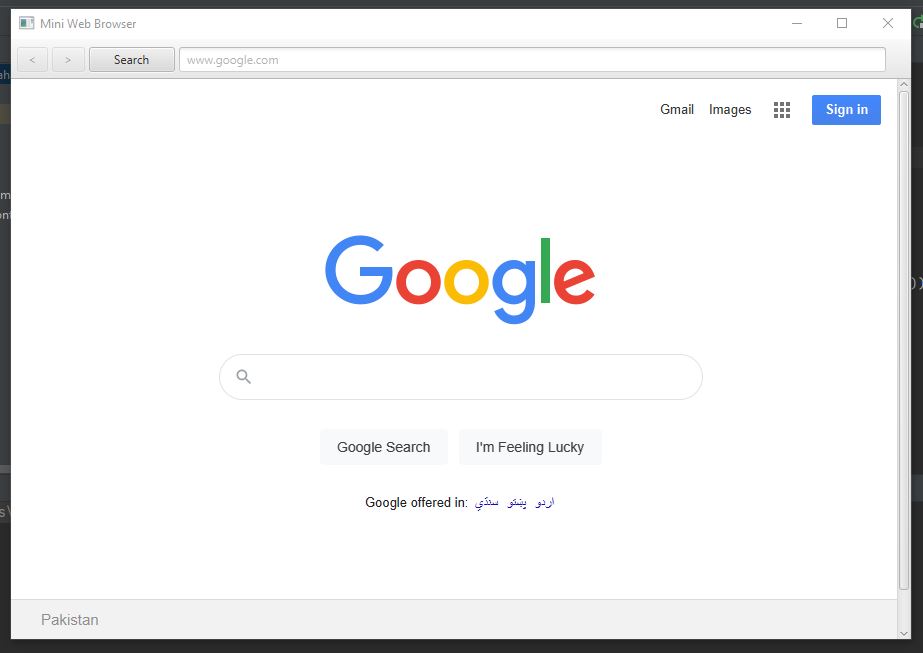 Mini Web Browser
< > Search www.google.com
Gmail Images Sign in
Google
Google Search I'm Feeling Lucky
Google offered in: اردو پښتو سنڌي
Pakistan